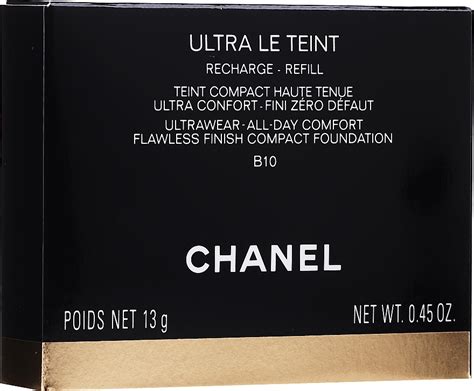 ULTRA LE TEINT
RECHARGE - REFILL
TEINT COMPACT HAUTE TENUE
ULTRA CONFORT - FINI ZÉRO DÉFAUT
ULTRAWEAR - ALL-DAY COMFORT
FLAWLESS FINISH COMPACT FOUNDATION
B10
CHANEL
POIDS NET 13 g NET WT. 0.45 OZ.